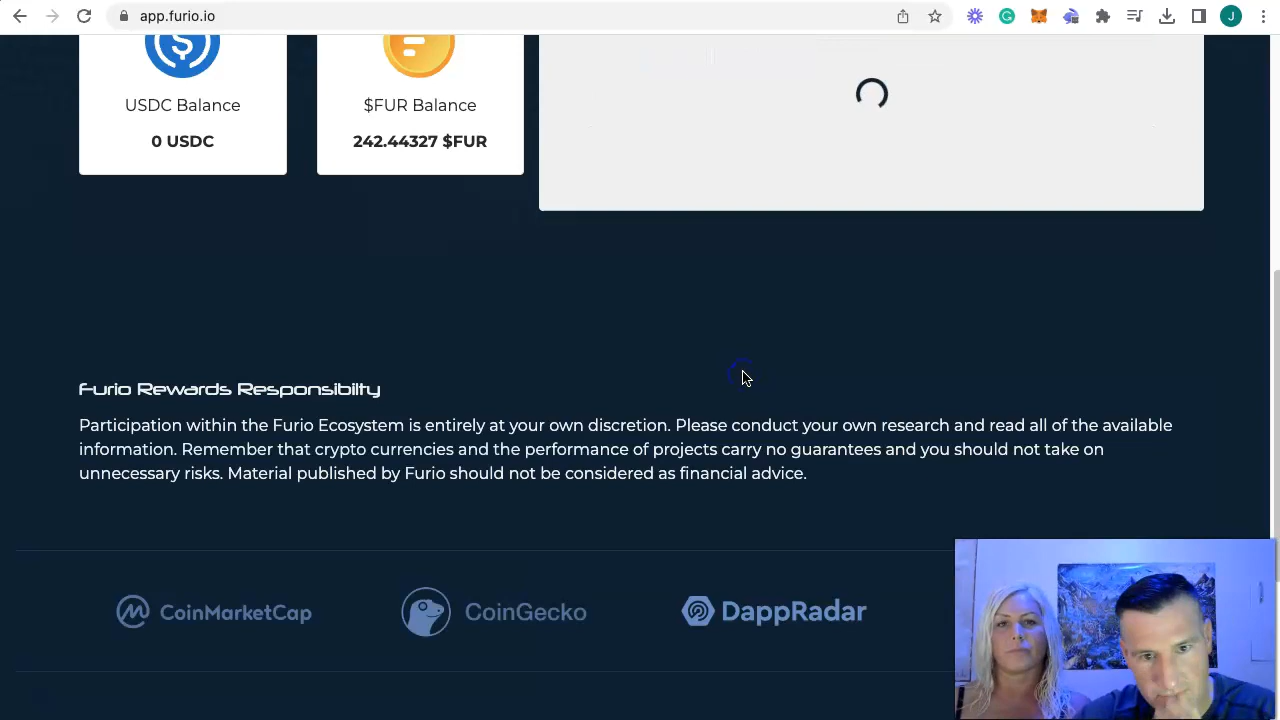 app.furio.io
J
USDC Balance
$FUR Balance
0 USDC
242.44327 $FUR
Furio Rewards Responsibilty
Participation within the Furio Ecosystem is entirely at your own discretion. Please conduct your own research and read all of the available
information. Remember that crypto currencies and the performance of projects carry no guarantees and you should not take on
unnecessary risks. Material published by Furio should not be considered as financial advice.
CoinMarketCap
CoinGecko
DappRadar